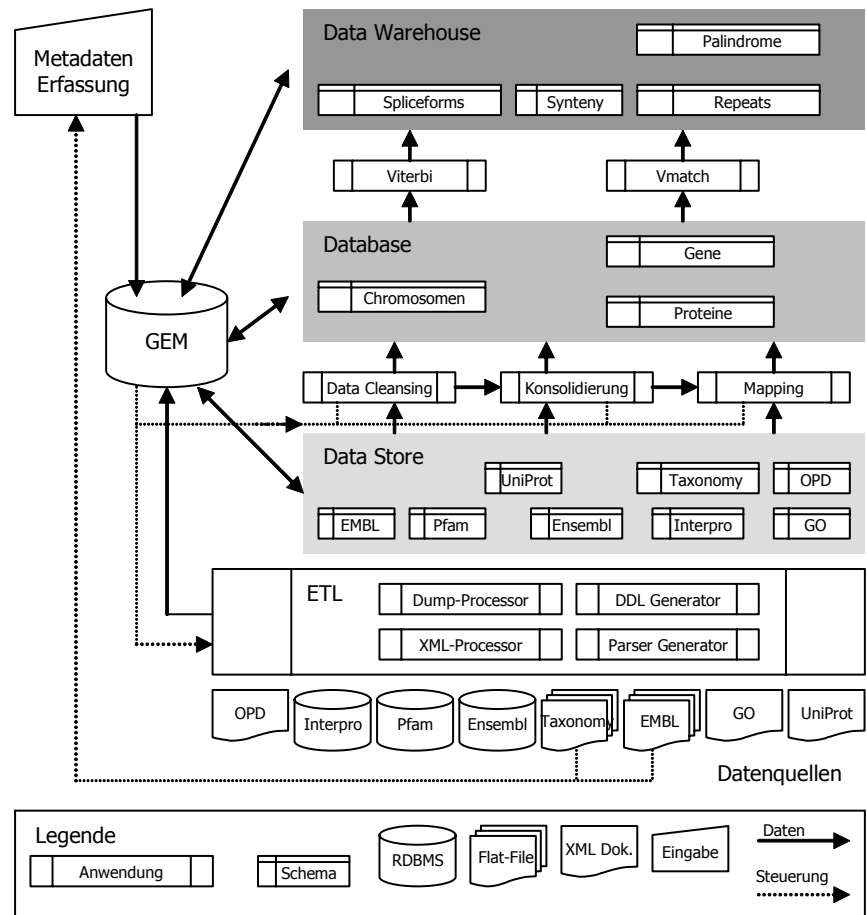 Metadaten
Erfassung
Data Warehouse
Palindrome
Spliceforms
Synteny
Repeats
Viterbi
Vmatch
Database
Gene
Chromosomen
Proteine
GEM
Data Cleansing
Konsolidierung
Mapping
Data Store
UniProt
Taxonomy
OPD
EMBL
Pfam
Ensembl
Interpro
GO
ETL
Dump-Processor
DDL Generator
XML-Processor
Parser Generator
OPD
Interpro
Pfam
Ensembl
Taxonomy
EMBL
GO
UniProt
Datenquellen
Legende
Anwendung
Schema
RDBMS
Flat-File
XML Dok.
Eingabe
Daten
Steuerung